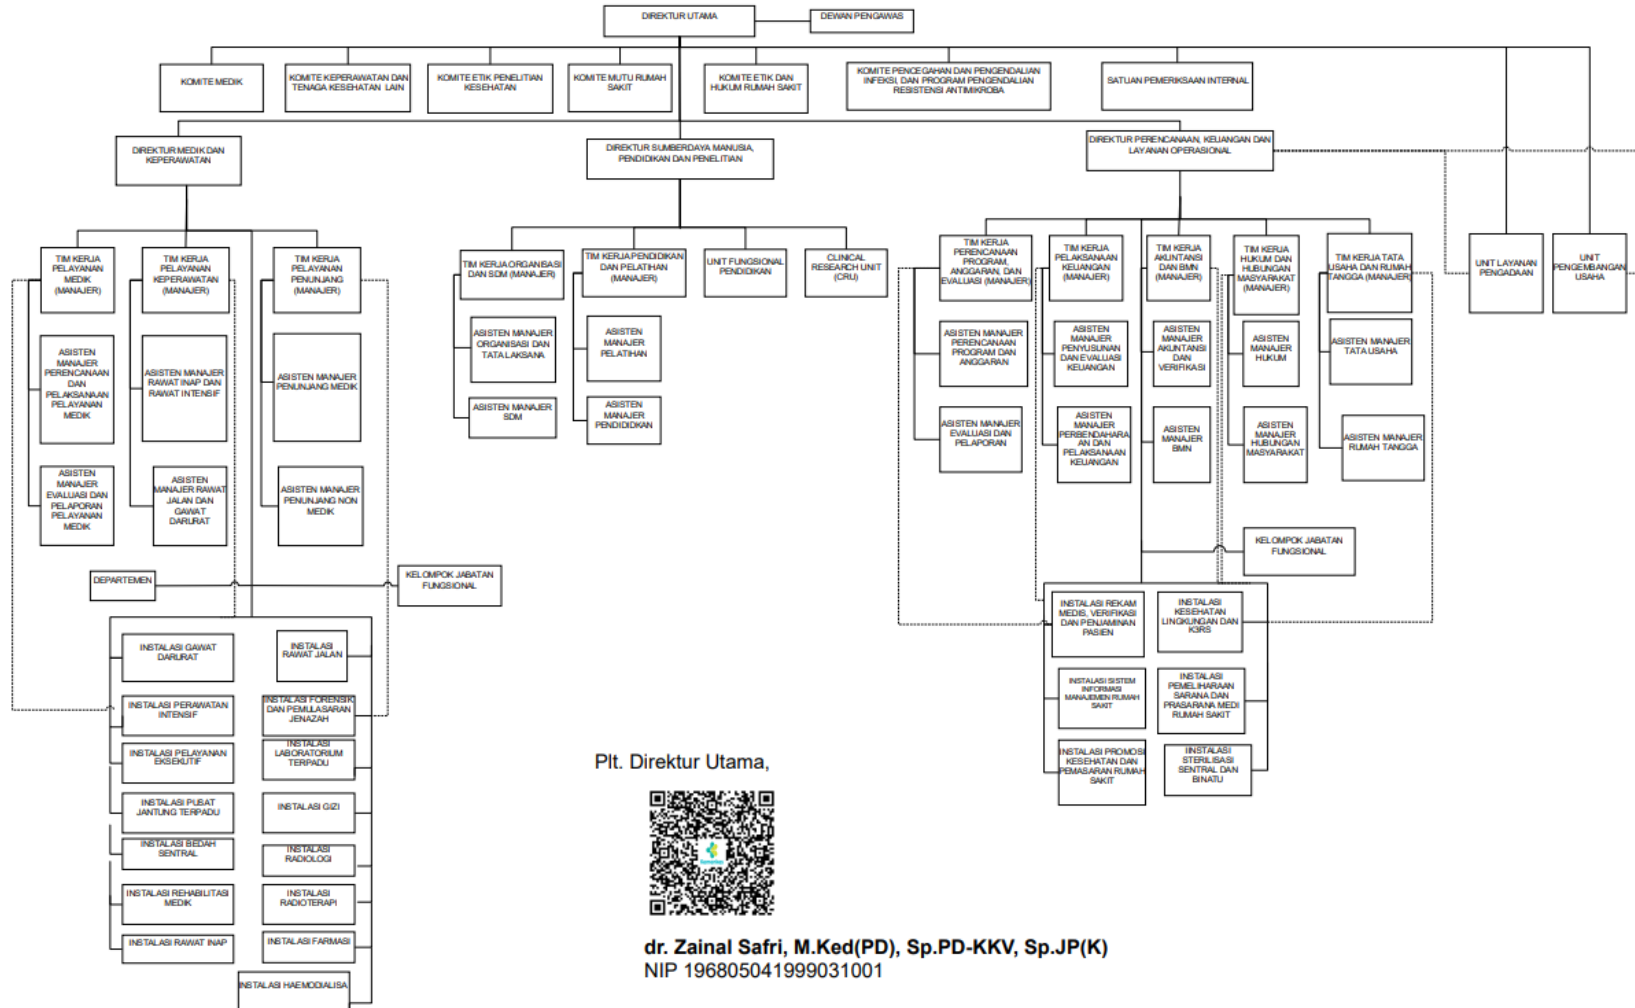 DIREKTUR UTAMA
DEWAN PENGAWAS
KOMITE MEDIK
KOMITE KEPERAWATAN DAN
TENAGA KESEHATAN LAIN
KOMITE ETIK PENELITIAN
KESEHATAN
KOMITE MUTU RUMAH
SAKIT
KOMITE ETIK DAN
HUKUM RUMAH SAKIT
KOMITE PENCEGAHAN DAN PENGENDALIAN
INFEKSI, DAN PROGRAM PENGENDALIAN
RESISTENSI ANTIMIKROBA
SATUAN PEMERIKSAAN INTERNAL
DIREKTUR MEDIK DAN
KEPERAWATAN
DIREKTUR SUMBERDAYA MANUSIA,
PENDIDIKAN DAN PENELITIAN
DIREKTUR PERENCANAAN, KEUANGAN DAN
LAYANAN OPERASIONAL
TIM KERJA
PELAYANAN
MEDIK
(MANAJER)
TIM KERJA
PELAYANAN
KEPERAWATAN
(MANAJER)
TIM KERJA
PELAYANAN
PENUNJANG
(MANAJER)
TIM KERJA ORGANISASI
DAN SDM (MANAJER)
TIM KERJA PENDIDIKAN
DAN PELATIHAN
(MANAJER)
UNIT FUNGSIONAL
PENDIDIKAN
CLINICAL
RESEARCH UNIT
(CRU)
TIM KERJA
PERENCANAAN
PROGRAM,
ANGGARAN, DAN
EVALUASI (MANAJER)
TIM KERJA
PELAKSANAAN
KEUANGAN
(MANAJER)
TIM KERJA
AKUNTANSI
DAN BMN
(MANAJER)
TIM KERJA
HUKUM DAN
HUBUNGAN
MASYARAKAT
(MANAJER)
TIM KERJA TATA
USAHA DAN RUMAH
TANGGA (MANAJER)
UNIT LAYANAN
PENGADAAN
UNIT
PENGEMBANGAN
USAHA
ASISTEN
MANAJER
PERENCANAAN
DAN
PELAKSANAAN
PELAYANAN
MEDIK
ASISTEN MANAJER
RAWAT INAP DAN
RAWAT INTENSIF
ASISTEN MANAJER
PENUNJANG MEDIK
ASISTEN MANAJER
ORGANISASI DAN
TATA LAKSANA
ASISTEN
MANAJER
PELATIHAN
ASISTEN MANAJER
PERENCANAAN
PROGRAM DAN
ANGGARAN
ASISTEN
MANAJER
PENYUSUNAN
DAN EVALUASI
KEUANGAN
ASISTEN
MANAJER
AKUNTANSI
DAN
VERIFIKASI
ASISTEN
MANAJER
HUKUM
ASISTEN MANAJER
TATA USAHA
ASISTEN
MANAJER
EVALUASI DAN
PELAPORAN
PELAYANAN
MEDIK
ASISTEN
MANAJER RAWAT
JALAN DAN
GAWAT
DARURAT
ASISTEN MANAJER
PENUNJANG NON
MEDIK
ASISTEN MANAJER
SDM
ASISTEN
MANAJER
PENDIDIDKAN
ASISTEN MANAJER
EVALUASI DAN
PELAPORAN
ASISTEN
MANAJER
PERBENDAHARA
AN DAN
PELAKSANAAN
KEUANGAN
ASISTEN
MANAJER
BMN
ASISTEN
MANAJER
HUBUNGAN
MASYARAKAT
ASISTEN MANAJER
RUMAH TANGGA
DEPARTEMEN
KELOMPOK JABATAN
FUNGSIONAL
KELOMPOK JABATAN
FUNGSIONAL
INSTALASI GAWAT
DARURAT
INSTALASI
RAWAT JALAN
INSTALASI PERAWATAN
INTENSIF
INSTALASI FORENSIK
DAN PEMULASARAN
JENAZAH
INSTALASI PELAYANAN
EKSEKUTIF
INSTALASI
LABORATORIUM
TERPADU
INSTALASI PUSAT
JANTUNG TERPADU
INSTALASI GIZI
INSTALASI BEDAH
SENTRAL
INSTALASI
RADIOLOGI
INSTALASI REHABILITASI
MEDIK
INSTALASI
RADIOTERAPI
INSTALASI RAWAT INAP
INSTALASI FARMASI
INSTALASI HAEMODIALISA
INSTALASI REKAM
MEDIS, VERIFIKASI
DAN PENJAMINAN
PASIEN
INSTALASI
KESEHATAN
LINGKUNGAN DAN
K3RS
INSTALASI SISTEM
INFORMASI
MANAJEMEN RUMAH
SAKIT
INSTALASI
PEMELIHARAAN
SARANA DAN
PRASARANA MEDI
RUMAH SAKIT
INSTALASI PROMOSI
KESEHATAN DAN
PEMASARAN RUMAH
SAKIT
IINSTALASI
STERILISASI
SENTRAL DAN
BINATU
Plt. Direktur Utama,
dr. Zainal Safri, M.Ked(PD), Sp.PD-KKV, Sp.JP(K)
NIP 196805041999031001